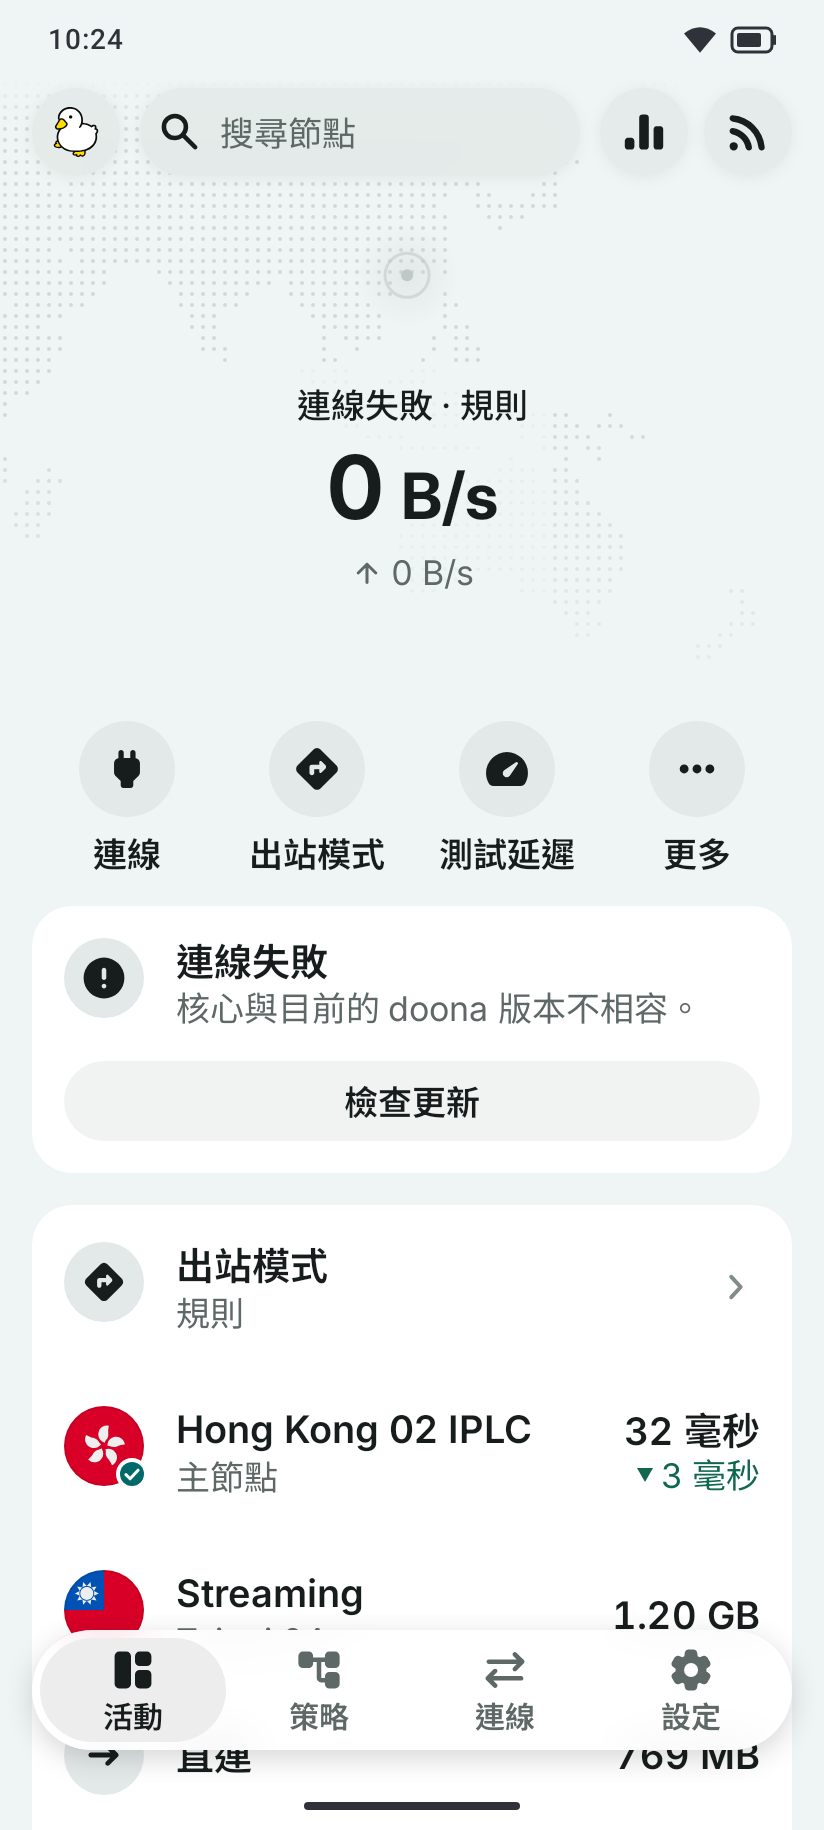 10:24
搜尋節點
連線失敗 · 規則
0 B/s
↑ 0 B/s
連線
出站模式
測試延遲
更多
連線失敗
核心與目前的 doona 版本不相容。
檢查更新
出站模式
規則
Hong Kong 02 IPLC
32 毫秒
主節點
▼3 毫秒
Streaming
1.20 GB
活動
策略
連線
設定
直連
769 MB